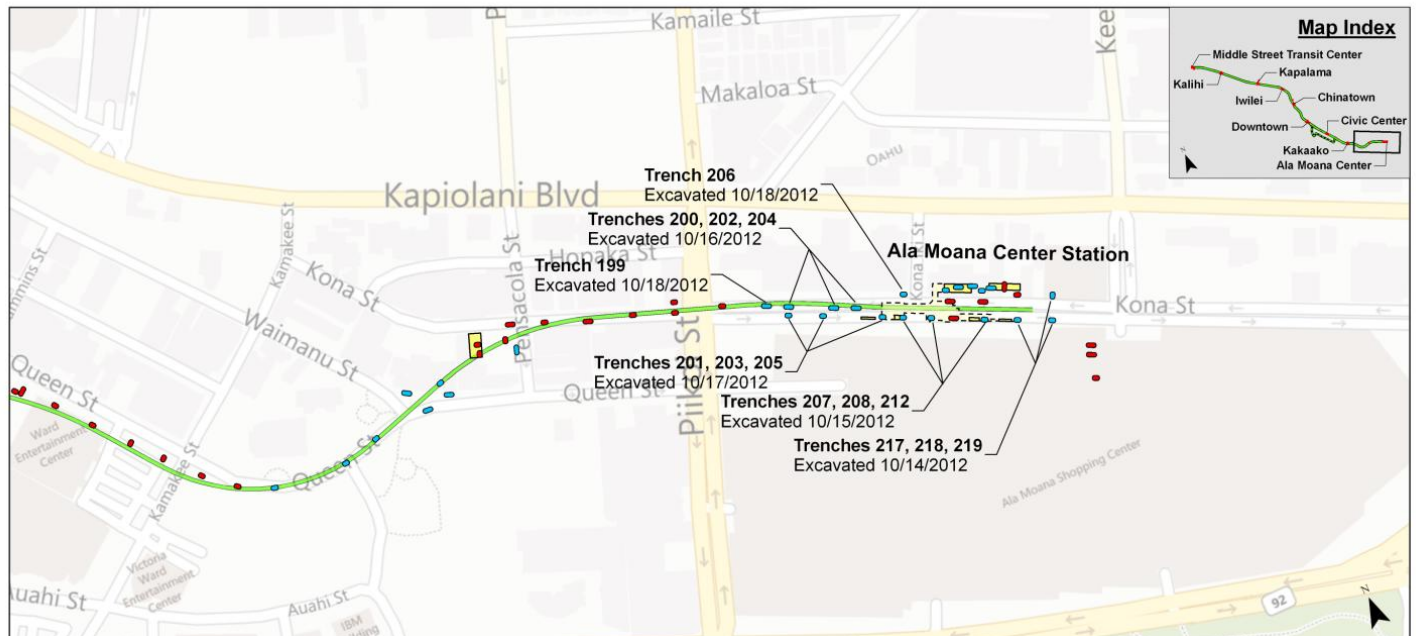 Kamaile St
Makaloa St
OAHU
Kee
P
Map Index
Middle Street Transit Center
Kalihi
Kapalama
Iwilei
Chinatown
Downtown
Civic Center
Kakaako
Ala Moana Center
N
Trench 206
Excavated 10/18/2012
Kapiolani Blvd
Trenches 200, 202, 204
Excavated 10/16/2012
Kamakee St
Kona St
Pensacola St
Hopaka St
Trench 199
Excavated 10/18/2012
Ala Moana Center Station
Kona St
Waimanu St
Piikoi St
Queen St
Trenches 201, 203, 205
Excavated 10/17/2012
Queen St
Trenches 207, 208, 212
Excavated 10/15/2012
Trenches 217, 218, 219
Excavated 10/14/2012
Ward
Entertainment
Center
Kamakee St
Queen St
Ala Moana Shopping Center
Victoria
Ward
Entertainment
Center
Auahi St
Auahi St
IBM
92
N